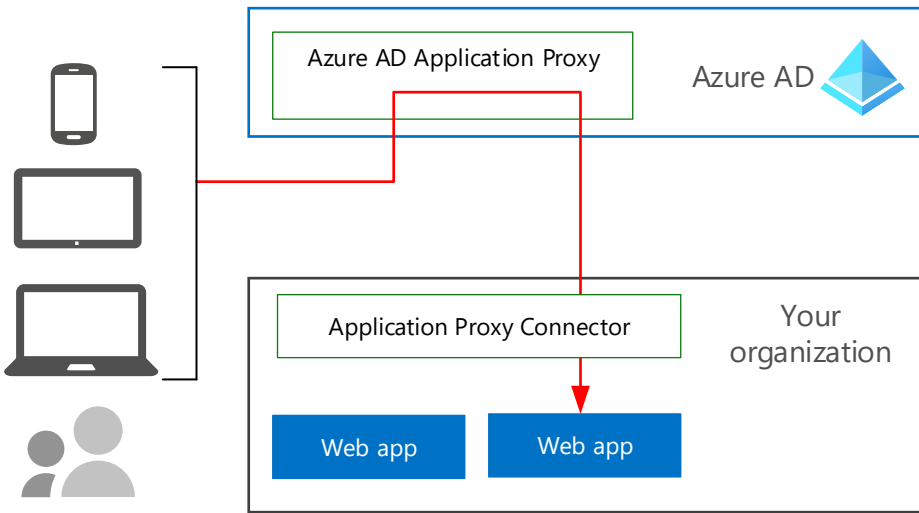 Azure AD Application Proxy
Azure AD
Application Proxy Connector
Your
organization
Web app
Web app